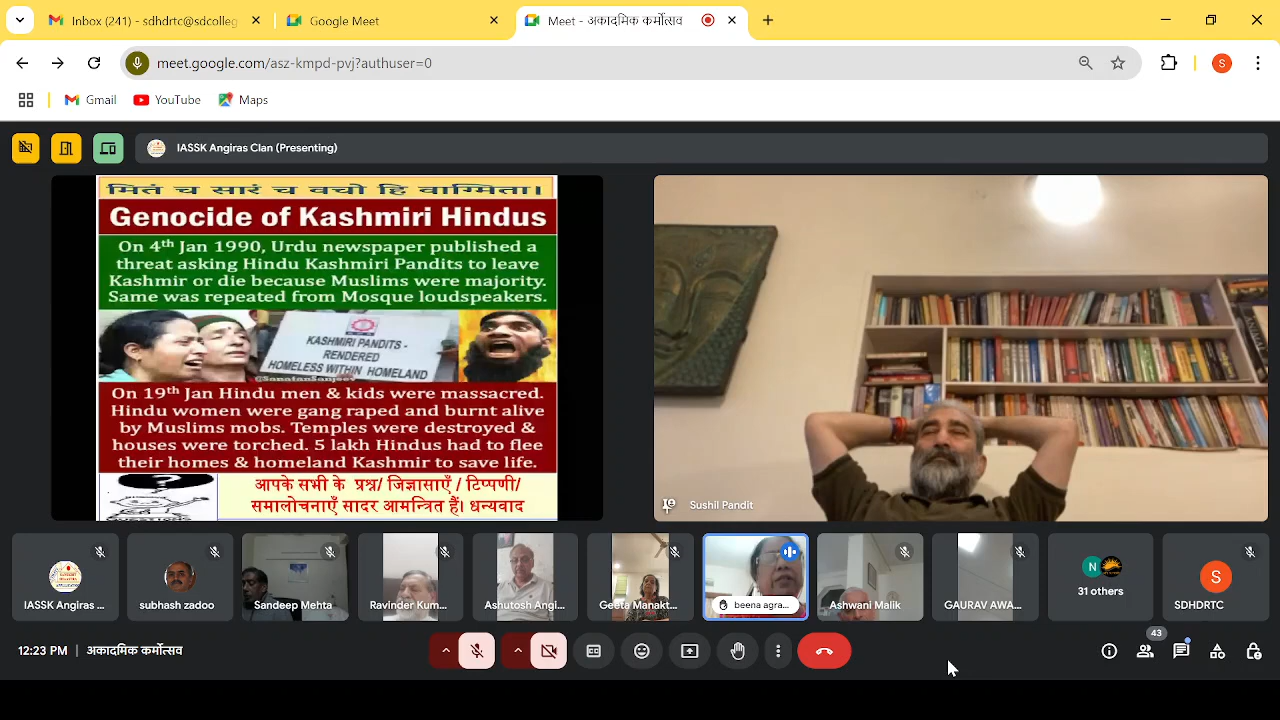 Inbox (241) - sdhdrtc@sdcolleg
Google Meet
Meet - अकादमिक कर्मोत्सव
meet.google.com/asz-kmpd-pvj?authuser=0
S
Gmail
YouTube
Maps
IASSK Angiras Clan (Presenting)
मितं च सारं च वचो हि वाग्मिता।
Genocide of Kashmiri Hindus
On 4th Jan 1990, Urdu newspaper published a
threat asking Hindu Kashmiri Pandits to leave
Kashmir or die because Muslims were majority.
Same was repeated from Mosque loudspeakers.
KASHMIRI PANDITS -
RENDERED
HOMELESS WITHIN HOMELAND
@SanatanSanjeev
On 19th Jan Hindu men & kids were massacred.
Hindu women were gang raped and burnt alive
by Muslims mobs. Temples were destroyed &
houses were torched. 5 lakh Hindus had to flee
their homes & homeland Kashmir to save life.
?
आपके सभी के प्रश्न/ जिज्ञासाएँ / टिप्पणी/
समालोचनाएँ सादर आमन्त्रित हैं। धन्यवाद
Sushil Pandit
IASSK Angiras ...
subhash zadoo
Sandeep Mehta
Ravinder Kum...
Ashutosh Angi...
Geeta Manakt...
beena agra...
Ashwani Malik
GAURAV AWA...
N
31 others
S
SDHDRTC
12:23 PM | अकादमिक कर्मोत्सव
43